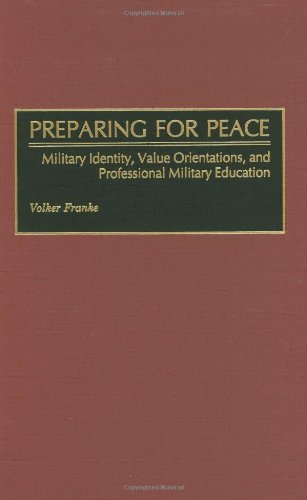 PREPARING FOR PEACE
Military Identity, Value Orientations, and
Professional Military Education
Volker Franke